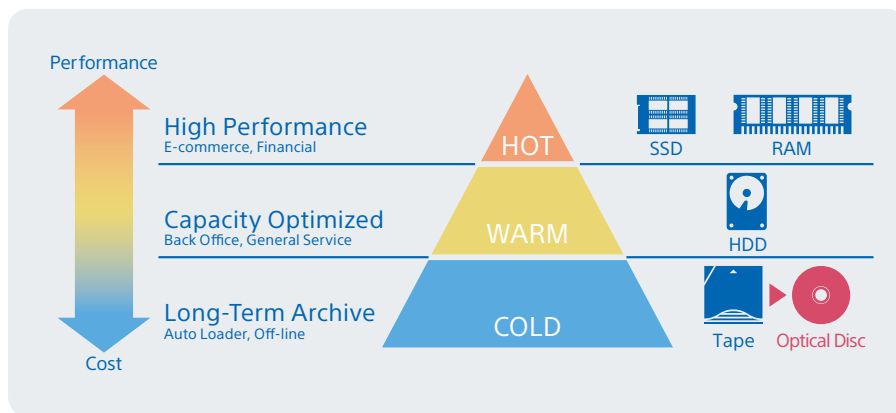 Performance
High Performance
E-commerce, Financial
HOT
SSD
RAM
Capacity Optimized
Back Office, General Service
WARM
HDD
Long-Term Archive
Auto Loader, Off-line
COLD
Tape
Optical Disc
Cost